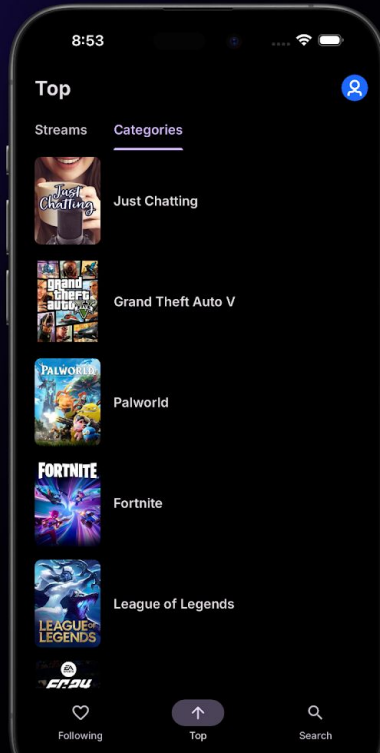 8:53
Top
Streams
Categories
Just
Chatting
Just Chatting
grand
theft
auto V
Grand Theft Auto V
PALWORLD
Palworld
FORTNITE
Fortnite
LEAGUE OF
LEGENDS
League of Legends
EA
Following
Top
Search